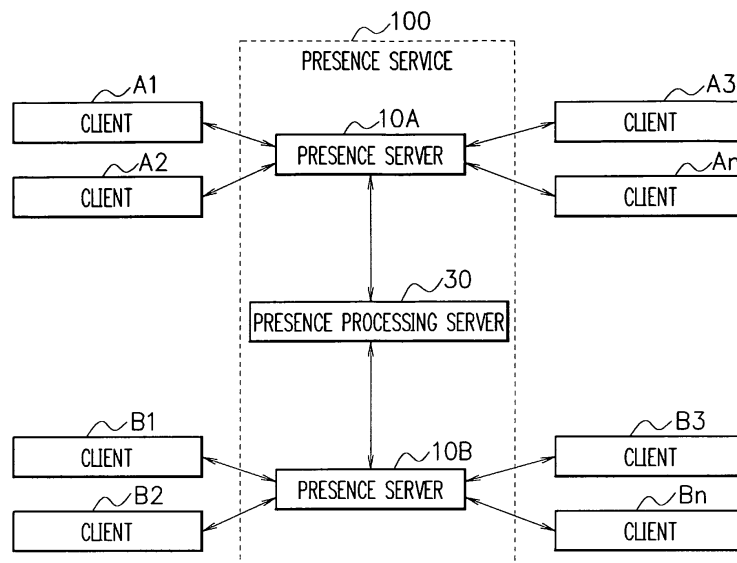 100
PRESENCE SERVICE
A1
CLIENT
A2
CLIENT
10A
PRESENCE SERVER
A3
CLIENT
An
CLIENT
30
PRESENCE PROCESSING SERVER
B1
CLIENT
B2
CLIENT
10B
PRESENCE SERVER
B3
CLIENT
Bn
CLIENT